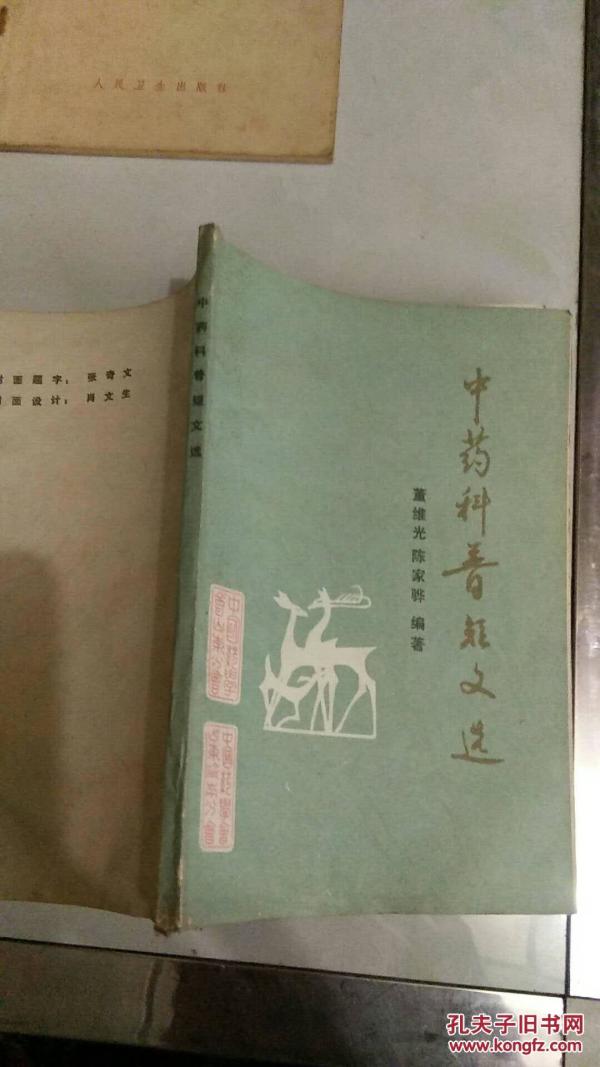 人民卫生出版社
中药科普短文选
面题字：张奇文
面设计：肖文生
中药科普短文选
董维光 陈家骅 编著
孔夫子旧书网
www.kongfz.com